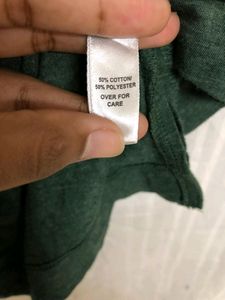 50% COTTON/
50% POLYESTER
OVER FOR
CARE